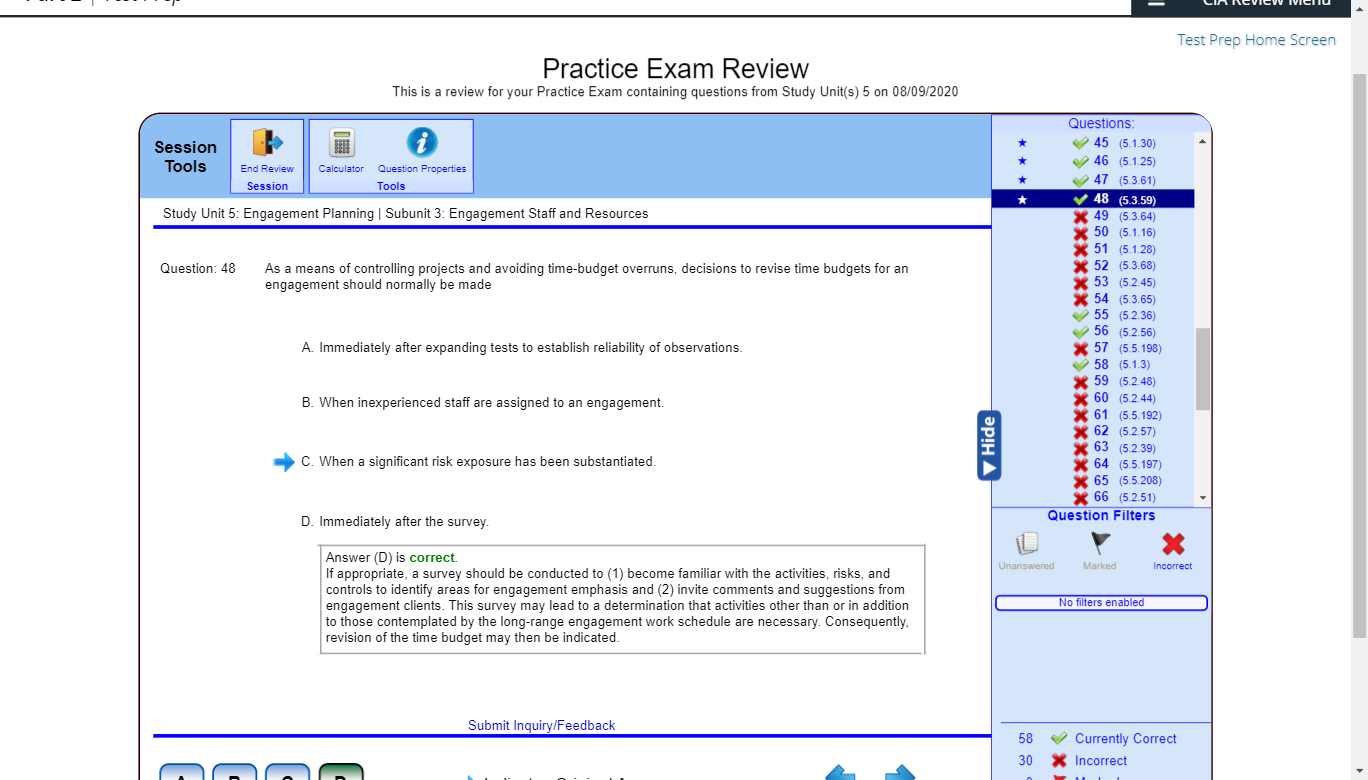 CIA Review Menu
Test Prep Home Screen
Practice Exam Review
This is a review for your Practice Exam containing questions from Study Unit(s) 5 on 08/09/2020
Session
Tools
End Review
Session
Calculator
Question Properties
Tools
Study Unit 5: Engagement Planning | Subunit 3: Engagement Staff and Resources
Question: 48
As a means of controlling projects and avoiding time-budget overruns, decisions to revise time budgets for an
engagement should normally be made
A. Immediately after expanding tests to establish reliability of observations.
B. When inexperienced staff are assigned to an engagement.
C. When a significant risk exposure has been substantiated.
D. Immediately after the survey.
Answer (D) is correct.
If appropriate, a survey should be conducted to (1) become familiar with the activities, risks, and
controls to identify areas for engagement emphasis and (2) invite comments and suggestions from
engagement clients. This survey may lead to a determination that activities other than or in addition
to those contemplated by the long-range engagement work schedule are necessary. Consequently,
revision of the time budget may then be indicated.
Submit Inquiry/Feedback
Hide
Questions:
45 (5.1.30)
46 (5.1.25)
47 (5.3.61)
48 (5.3.59)
49 (5.3.64)
50 (5.1.16)
51 (5.1.28)
52 (5.3.68)
53 (5.2.45)
54 (5.3.65)
55 (5.2.36)
56 (5.2.56)
57 (5.5.198)
58 (5.1.3)
59 (5.2.48)
60 (5.2.44)
61 (5.5.192)
62 (5.2.57)
63 (5.2.39)
64 (5.5.197)
65 (5.5.208)
66 (5.2.51)
Question Filters
Unanswered
Marked
Incorrect
No filters enabled
58 Currently Correct
30 Incorrect